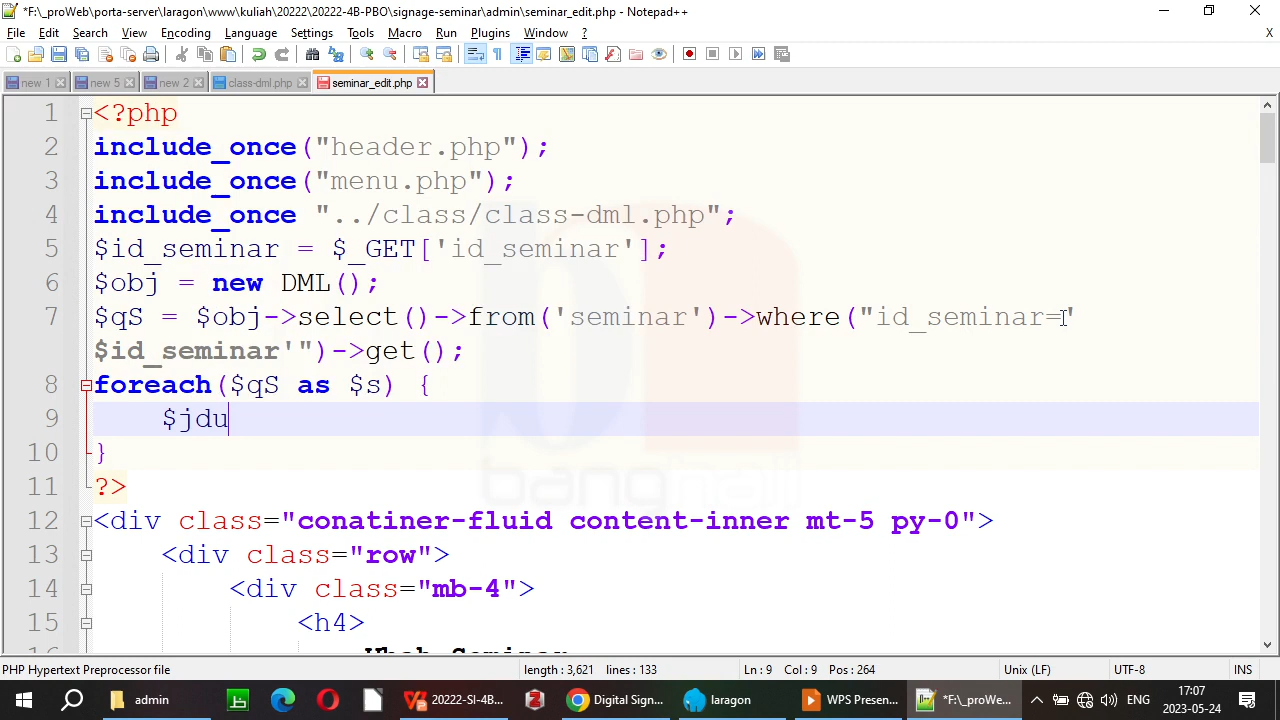 *F:\_proWeb\porta-server\laragon\www\kuliah\20222\20222-4B-PBO\signage-seminar\admin\seminar_edit.php - Notepad++
File Edit Search View Encoding Language Settings Tools Macro Run Plugins Window ? X
new 1 new 5 new 2 class-dml.php seminar_edit.php
1 <?php
2 include_once("header.php");
3 include_once("menu.php");
4 include_once "../class/class-dml.php";
5 $id_seminar = $_GET['id_seminar'];
6 $obj = new DML();
7 $qS = $obj->select()->from('seminar')->where("id_seminar='
$id_seminar'")->get();
8 foreach($qS as $s) {
9 $jdu
10 }
11 ?>
12 <div class="conatiner-fluid content-inner mt-5 py-0">
13 <div class="row">
14 <div class="mb-4">
15 <h4>
bangmali
PHP Hypertext Preprocessor file length : 3,621 lines : 133 Ln : 9 Col : 9 Pos : 264 Unix (LF) UTF-8 INS
admin 20222-SI-4B... Digital Sign... laragon WPS Presen... *F:\_proWe... ENG 17:07
2023-05-24